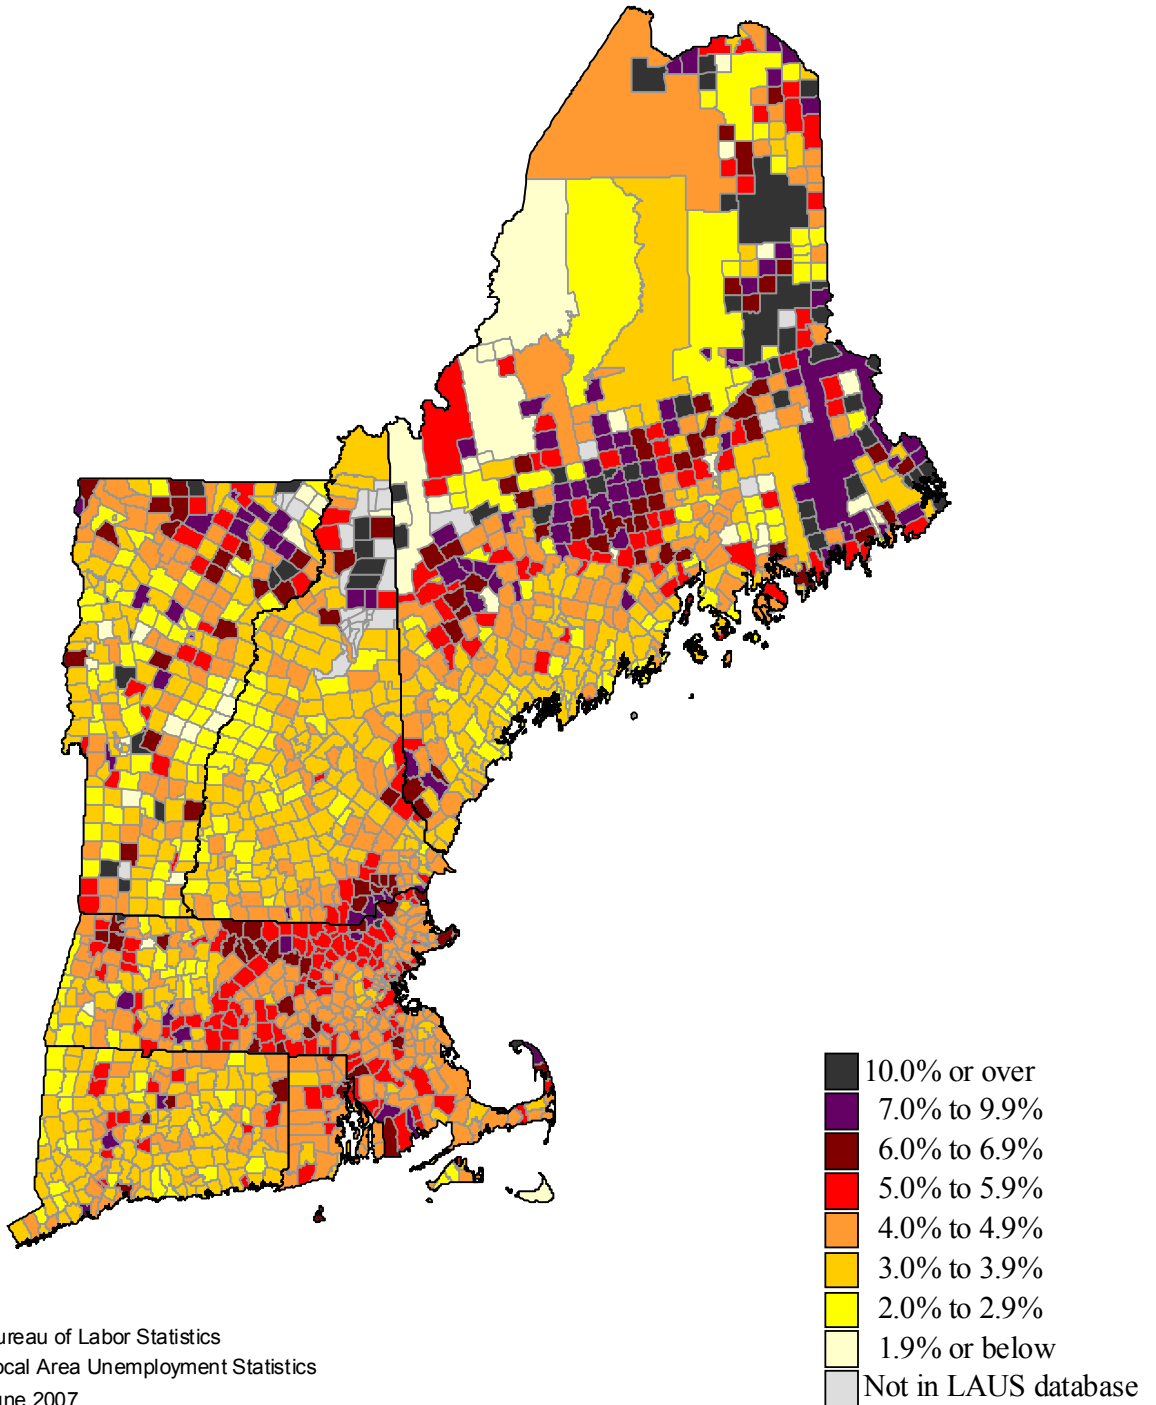 10.0% or over
7.0% to 9.9%
6.0% to 6.9%
5.0% to 5.9%
4.0% to 4.9%
3.0% to 3.9%
2.0% to 2.9%
1.9% or below
Not in LAUS database
ureau of Labor Statistics
ocal Area Unemployment Statistics
une 2007